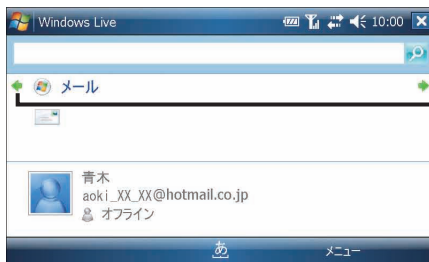 Windows Live 10:00
メール
青木
aoki_XX_XX@hotmail.co.jp
オフライン
あ メニュー